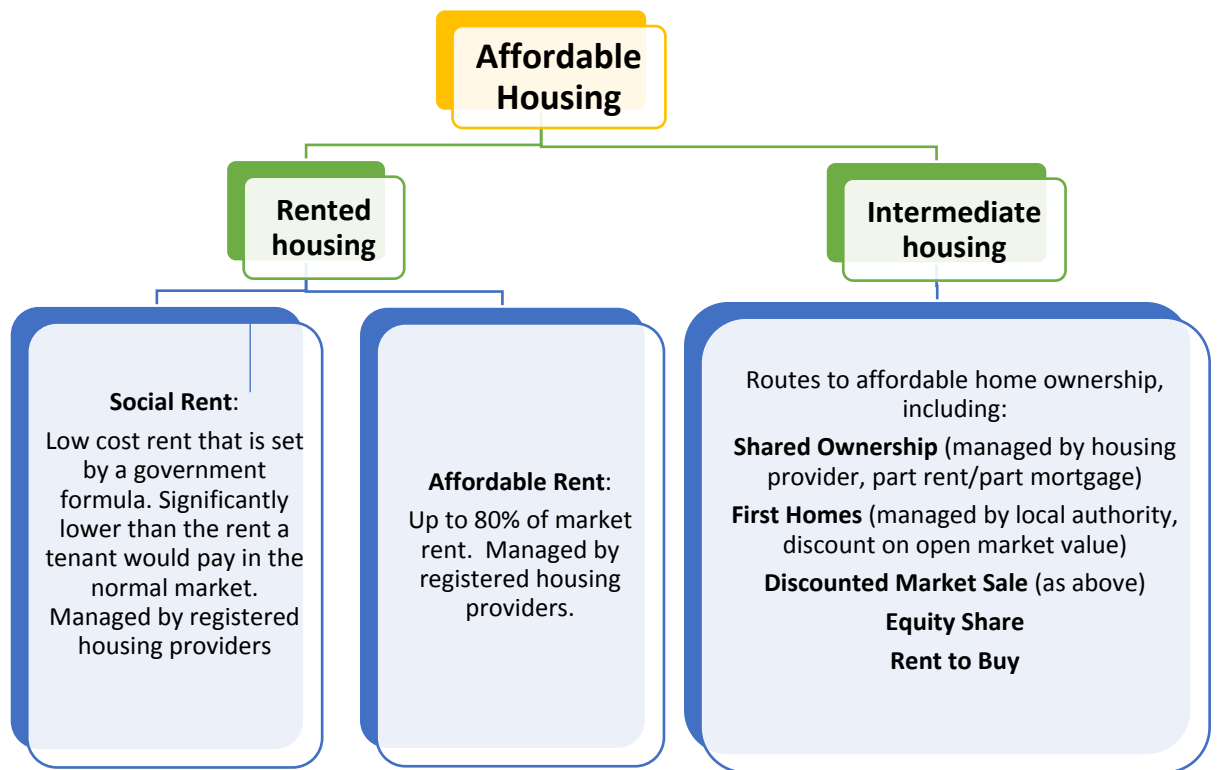 Affordable
Housing
Rented
housing
Intermediate
housing
Social Rent:
Low cost rent that is set
by a government
formula. Significantly
lower than the rent a
tenant would pay in the
normal market.
Managed by registered
housing providers
Affordable Rent:
Up to 80% of market
rent.  Managed by
registered housing
providers.
Routes to affordable home ownership,
including:
Shared Ownership (managed by housing
provider, part rent/part mortgage)
First Homes (managed by local authority,
discount on open market value)
Discounted Market Sale (as above)
Equity Share
Rent to Buy